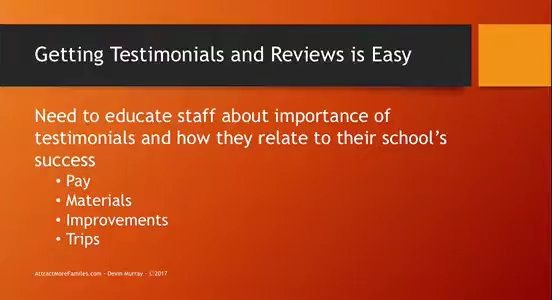 Getting Testimonials and Reviews is Easy
Need to educate staff about importance of
testimonials and how they relate to their school's
success
• Pay
• Materials
• Improvements
• Trips
AttractMoreFamilies.com - Devin Murray - ©2017